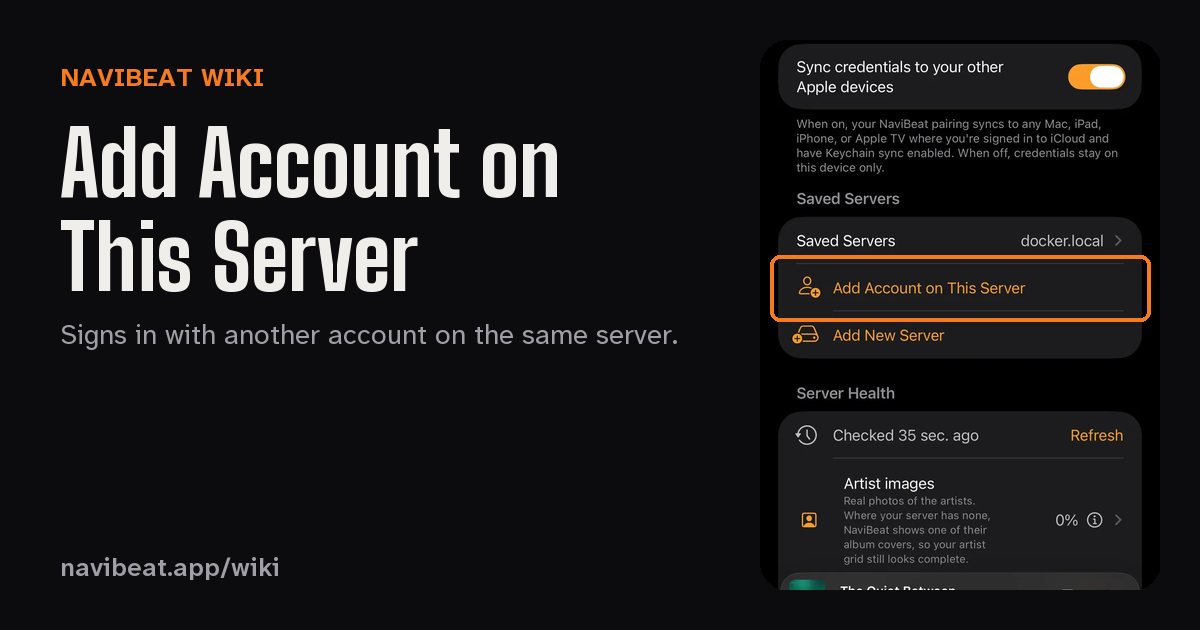 NAVIBEAT WIKI
Add Account on
This Server
Signs in with another account on the same server.
navibeat.app/wiki
Sync credentials to your other
Apple devices
When on, your NaviBeat pairing syncs to any Mac, iPad,
iPhone, or Apple TV where you're signed in to iCloud and
have Keychain sync enabled. When off, credentials stay on
this device only.
Saved Servers
Saved Servers docker.local
Add Account on This Server
Add New Server
Server Health
Checked 35 sec. ago Refresh
Artist images
Real photos of the artists.
Where your server has none,
NaviBeat shows one of their
album covers, so your artist
grid still looks complete.
0%
The Quiet Between